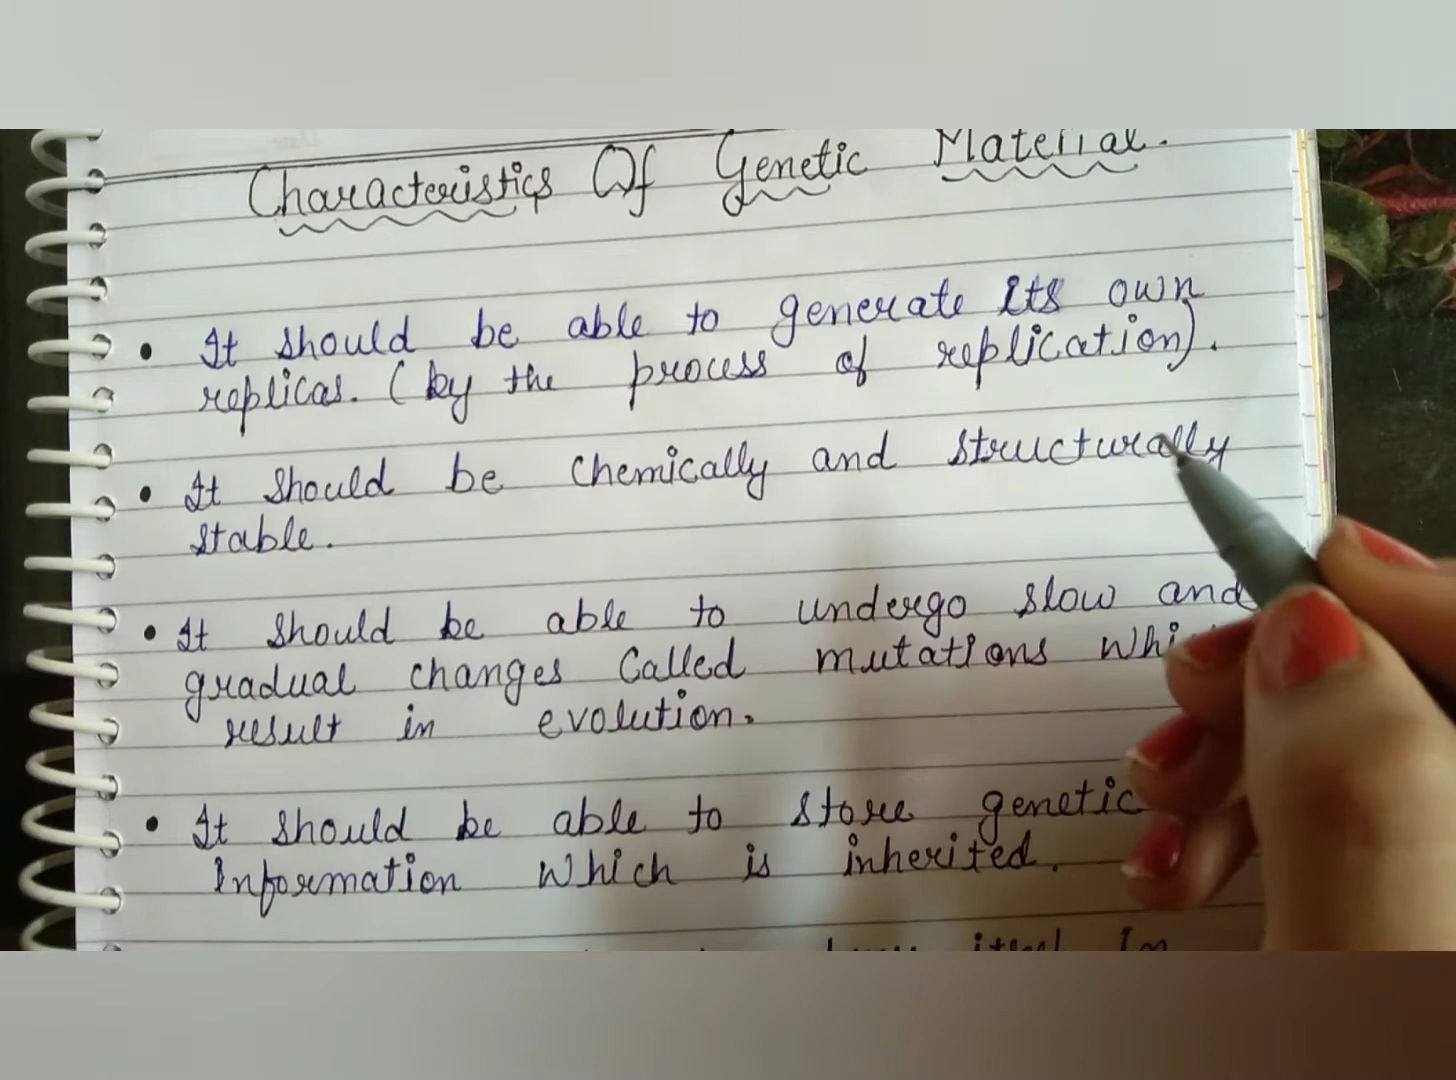 Characteristics Of Genetic Material.
• It should be able to generate its own
replicas. (by the process of replication).
• It should be chemically and structurally
stable.
• It should be able to undergo slow and
gradual changes called mutations
result in evolution.
• It should be able to store genetic
Information which is inherited.